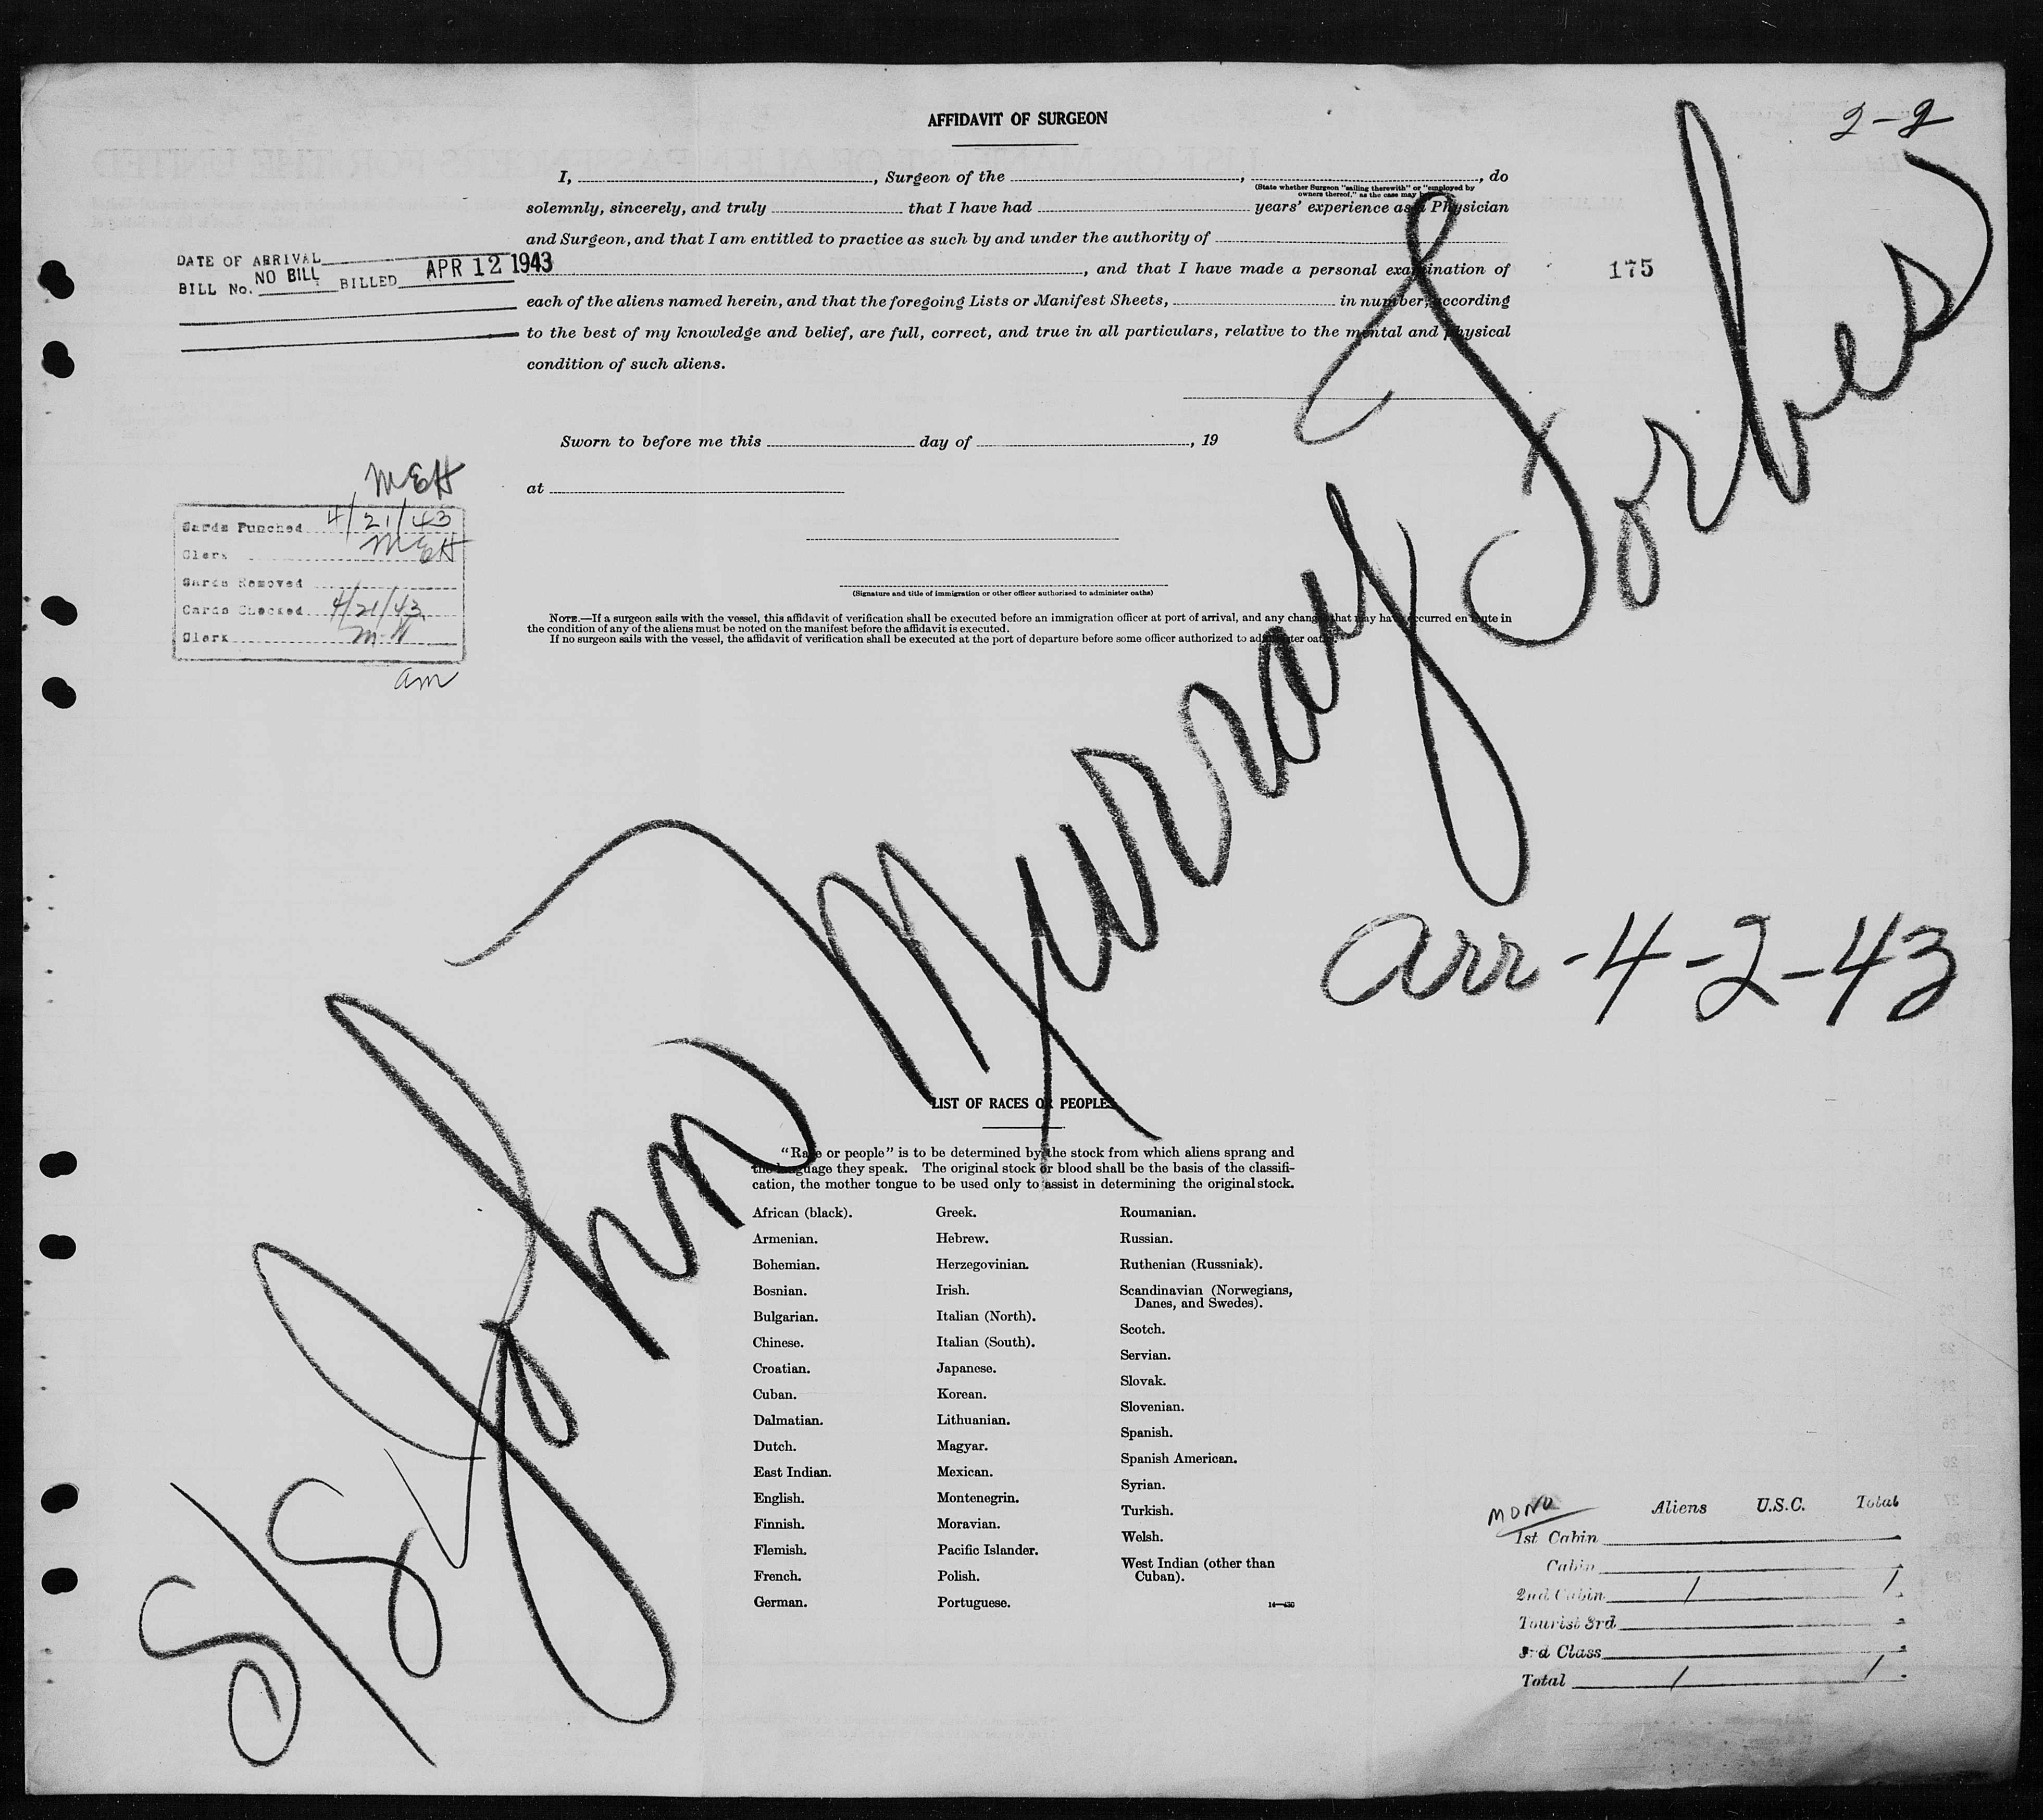 AFFIDAVIT OF SURGEON
2-2
I, , Surgeon of the , , do
(State whether Surgeon "sailing therewith" or "employed by
owners thereof," as the case may
solemnly, sincerely, and truly that I have had years' experience as a Physician
and Surgeon, and that I am entitled to practice as such by and under the authority of
, and that I have made a personal examination of
each of the aliens named herein, and that the foregoing Lists or Manifest Sheets, in number, according
to the best of my knowledge and belief, are full, correct, and true in all particulars, relative to the mental and physical
condition of such aliens.
DATE OF ARRIVAL
BILL No. NO BILL BILLED APR 12 1943
175
Sworn to before me this day of , 19
at
(Signature and title of immigration or other officer authorized to administer oaths)
NOTE.—If a surgeon sails with the vessel, this affidavit of verification shall be executed before an immigration officer at port of arrival, and any change that may have occurred en route in
the condition of any of the aliens must be noted on the manifest before the affidavit is executed.
If no surgeon sails with the vessel, the affidavit of verification shall be executed at the port of departure before some officer authorized to administer oaths.
MEH
Cards Punched 4/21/43
Clerk MEH
Cards Removed
Cards Checked 4/21/43
Clerk
am
S/S John Murray Forbes
arr-4-2-43
LIST OF RACES OR PEOPLES
"Race or people" is to be determined by the stock from which aliens sprang and
the language they speak. The original stock or blood shall be the basis of the classifi-
cation, the mother tongue to be used only to assist in determining the original stock.
African (black).
Armenian.
Bohemian.
Bosnian.
Bulgarian.
Chinese.
Croatian.
Cuban.
Dalmatian.
Dutch.
East Indian.
English.
Finnish.
Flemish.
French.
German.
Greek.
Hebrew.
Herzegovinian.
Irish.
Italian (North).
Italian (South).
Japanese.
Korean.
Lithuanian.
Magyar.
Mexican.
Montenegrin.
Moravian.
Pacific Islander.
Polish.
Portuguese.
Roumanian.
Russian.
Ruthenian (Russniak).
Scandinavian (Norwegians,
Danes, and Swedes).
Scotch.
Servian.
Slovak.
Slovenian.
Spanish.
Spanish American.
Syrian.
Turkish.
Welsh.
West Indian (other than
Cuban).
14—430
MONO
Aliens U.S.C. Total
1st Cabin
Cabin
2nd Cabin 1 1
Tourist 3rd
3rd Class
Total 1 1